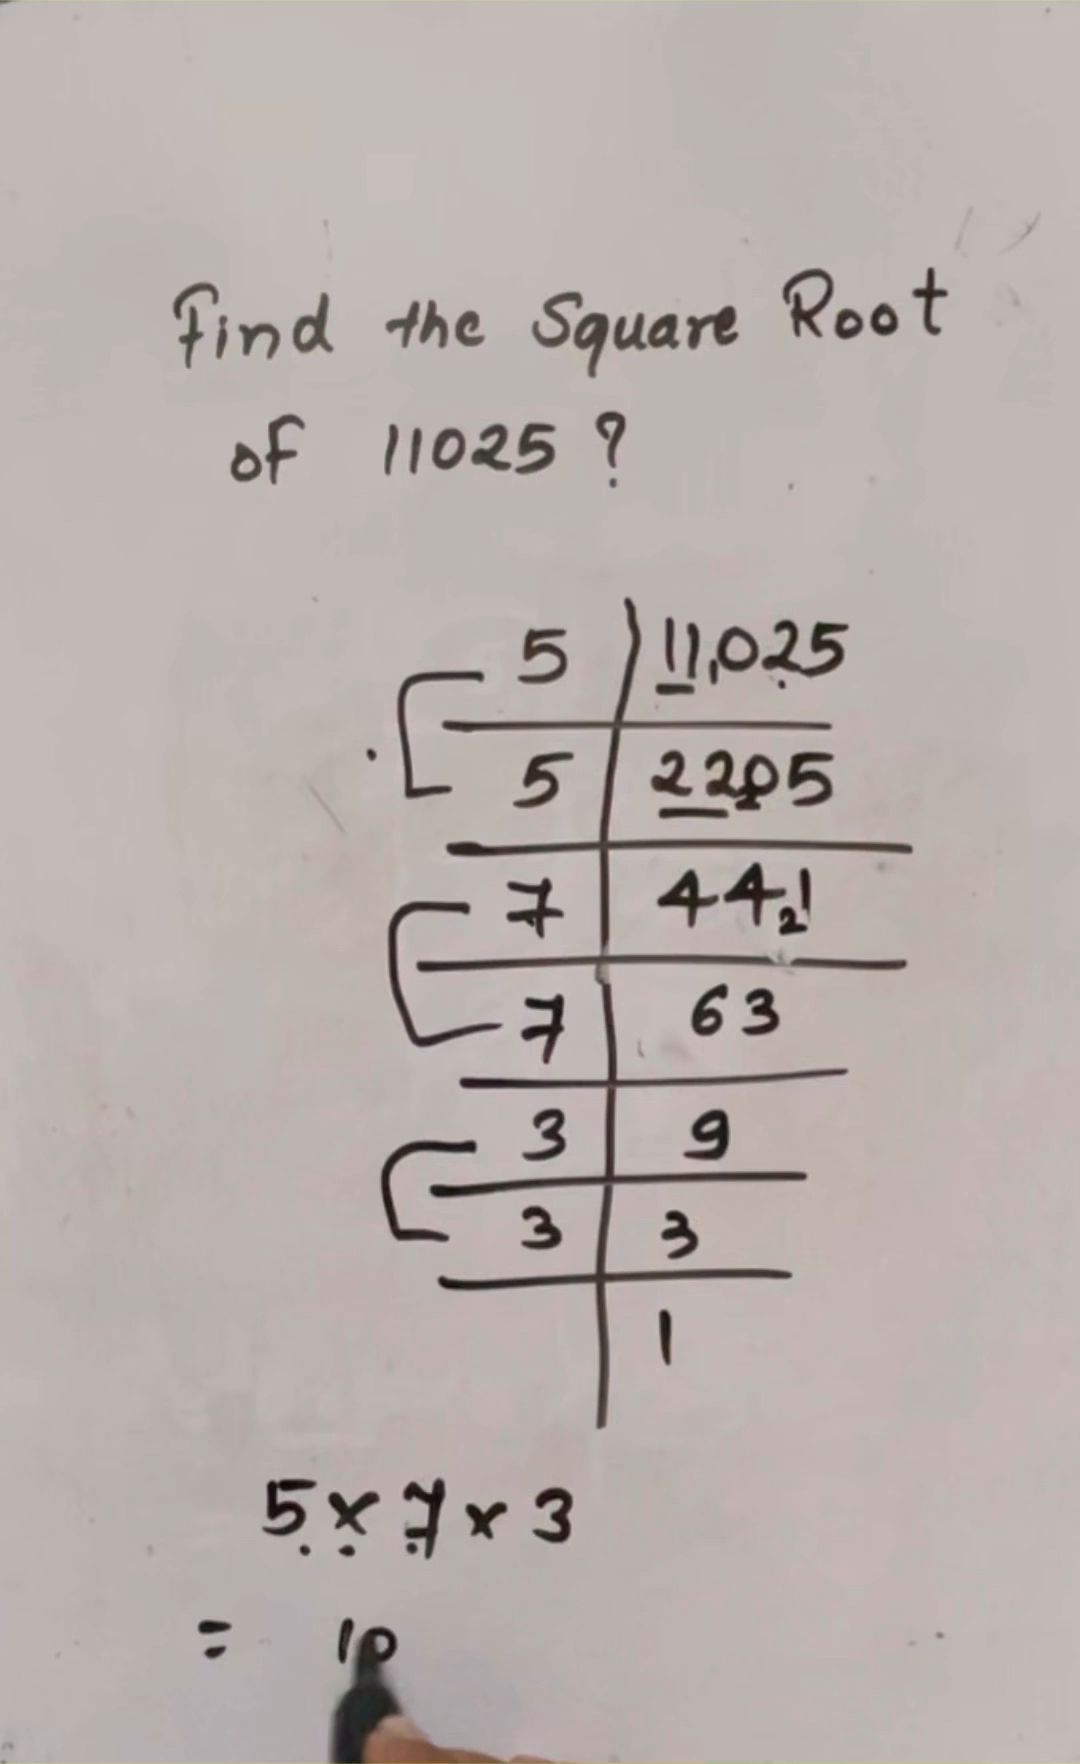 Find the Square Root
of 11025 ?
5 11,025
5 2205
7 4421
7 63
3 9
3 3
1
5 x 7 x 3
= 10